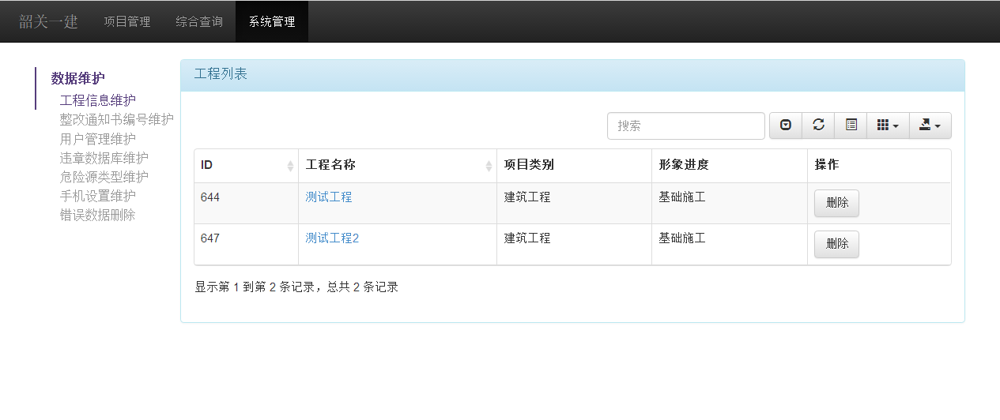 韶关一建 项目管理 综合查询 系统管理
数据维护
工程信息维护
整改通知书编号维护
用户管理维护
违章数据库维护
危险源类型维护
手机设置维护
错误数据删除
工程列表
搜索
ID 工程名称 项目类别 形象进度 操作
644 测试工程 建筑工程 基础施工 删除
647 测试工程2 建筑工程 基础施工 删除
显示第 1 到第 2 条记录，总共 2 条记录